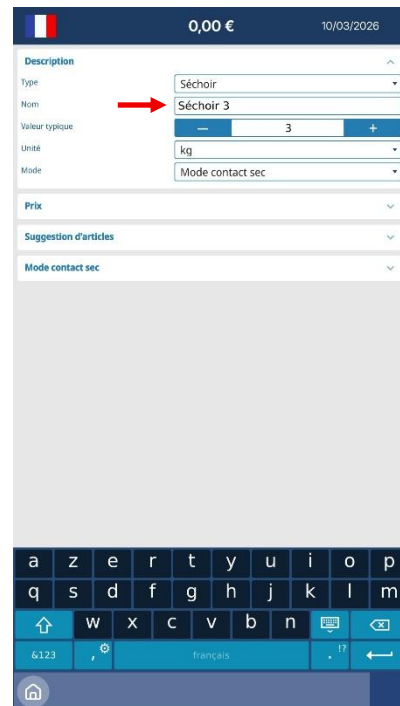 0,00 €
10/03/2026
Description
Type
Séchoir
Nom
Séchoir 3
Valeur typique
— 3 +
Unité
kg
Mode
Mode contact sec
Prix
Suggestion d'articles
Mode contact sec
a z e r t y u i o p
q s d f g h j k l m
w x c v b n
&123 , français . !?